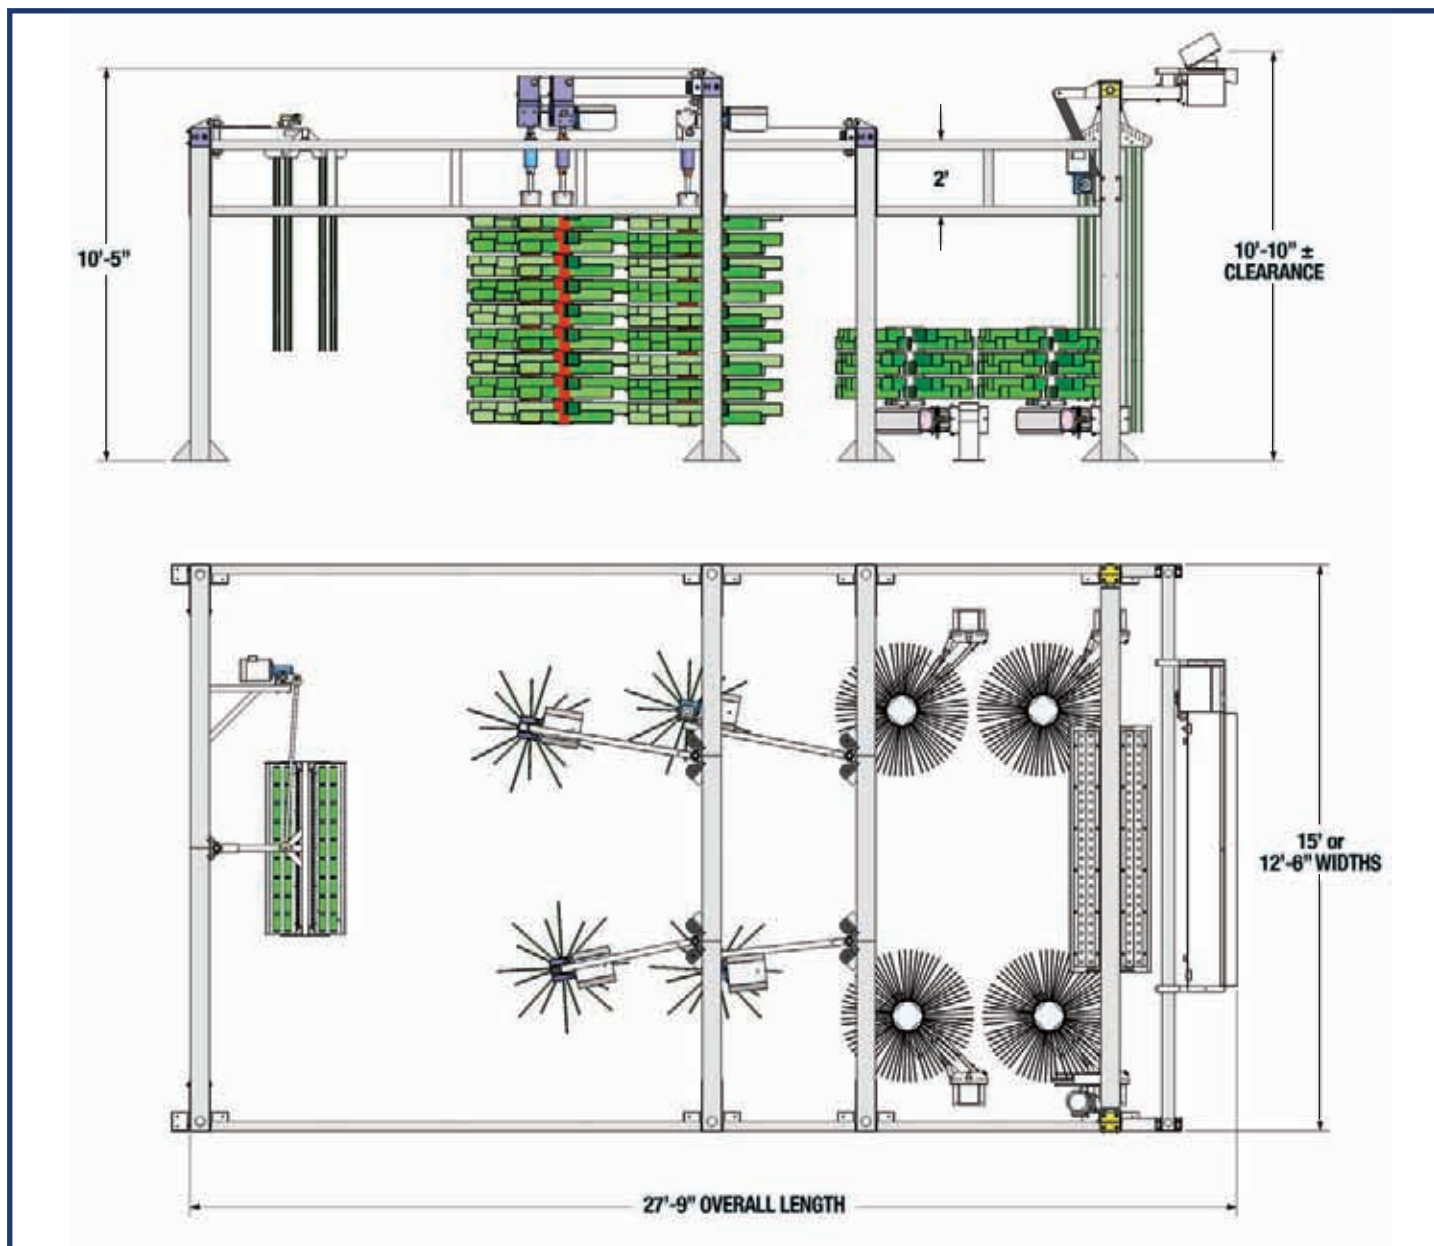 2'
10'-5"
10'-10" ±
CLEARANCE
15' or
12'-6" WIDTHS
27'-9" OVERALL LENGTH